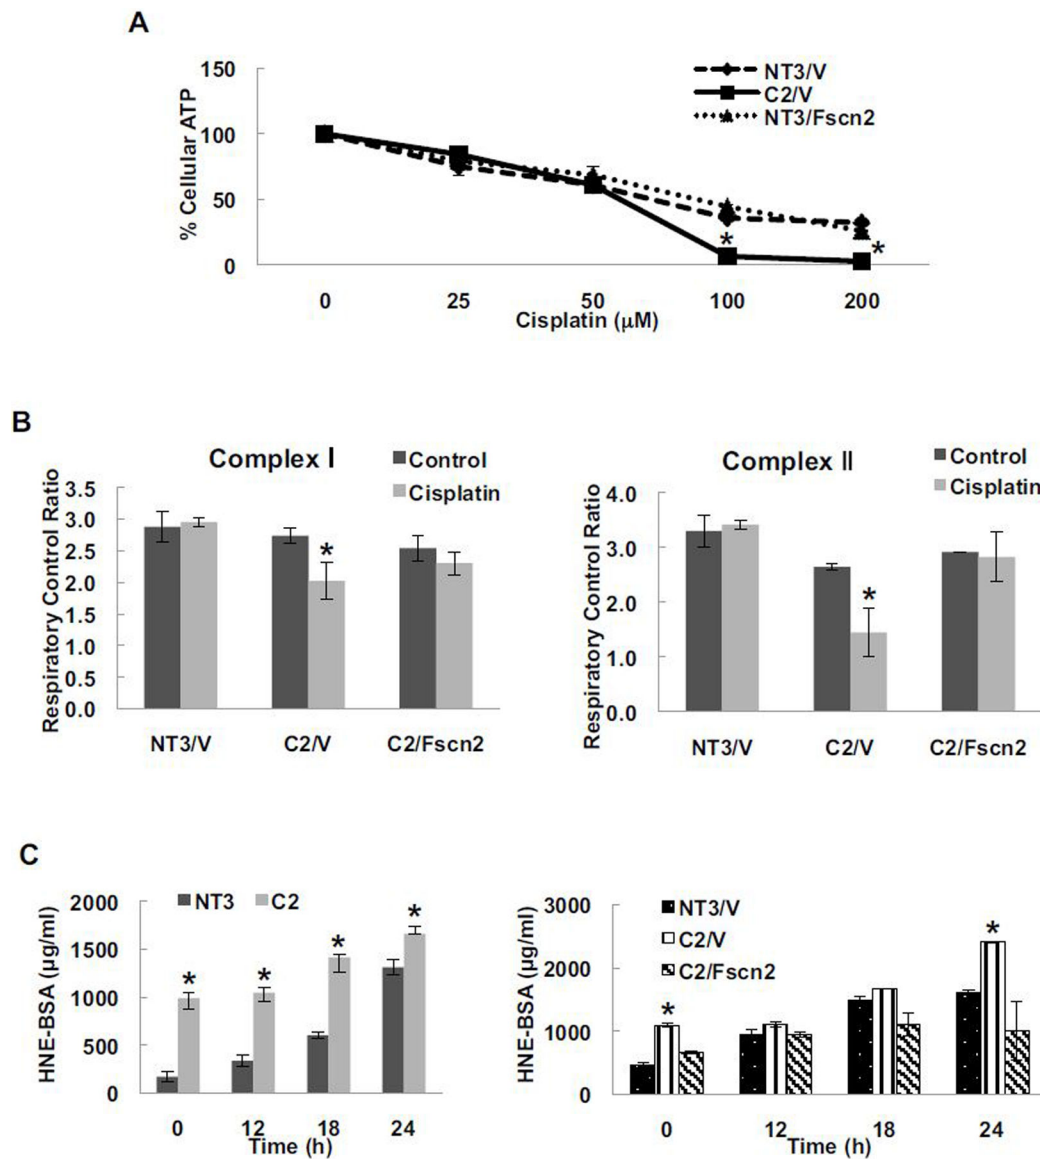 A
% Cellular ATP
150
100
50
0
NT3/V
C2/V
NT3/Fscn2
*
*
0 25 50 100 200
Cisplatin (µM)
B
Complex I
Control
Cisplatin
Respiratory Control Ratio
3.5
3.0
2.5
2.0
1.5
1.0
0.5
0.0
*
NT3/V C2/V C2/Fscn2
Complex II
Control
Cisplatin
Respiratory Control Ratio
4.0
3.0
2.0
1.0
0.0
*
NT3/V C2/V C2/Fscn2
C
HNE-BSA (µg/ml)
2000
1500
1000
500
0
NT3 C2
* * * *
0 12 18 24
Time (h)
HNE-BSA (µg/ml)
3000
2000
1000
0
NT3/V
C2/V
C2/Fscn2
* *
0 12 18 24
Time (h)